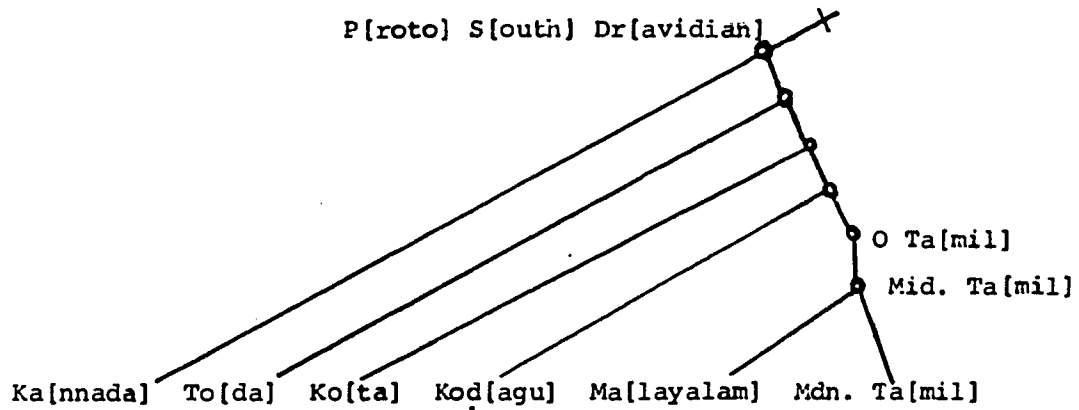 P[roto] S[outh] Dr[avidian]
O Ta[mil]
Mid. Ta[mil]
Ka[nnada] To[da] Ko[ta] Kod[agu] Ma[layalam] Mdn. Ta[mil]